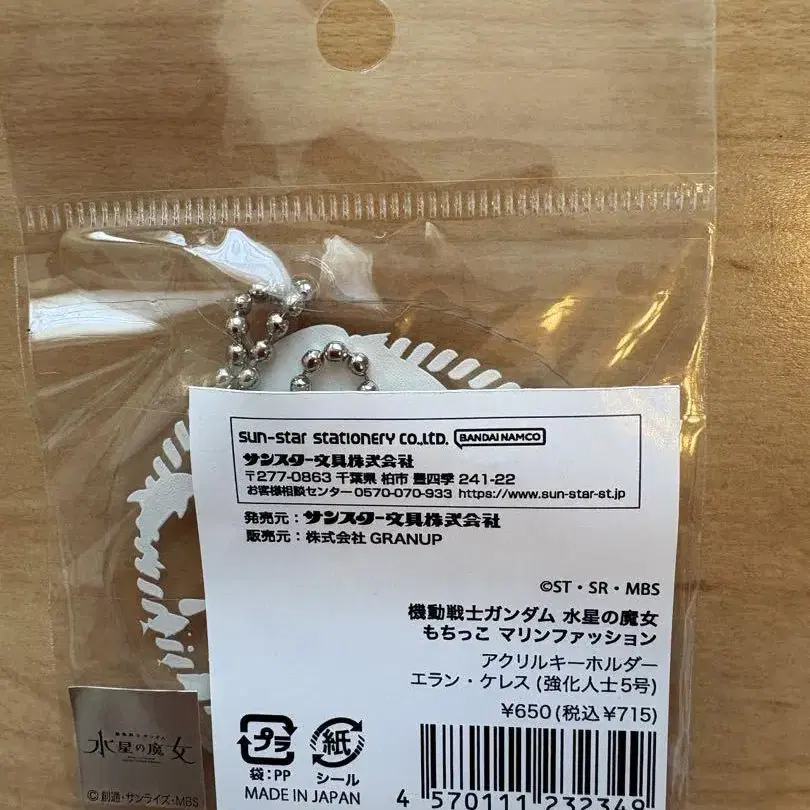 sun-star stationery co.,ltd. BANDAI NAMCO
サンスター文具株式会社
〒277-0863 千葉県 柏市 豊四季 241-22
お客様相談センター 0570-070-933 https://www.sun-star-st.jp
発売元：サンスター文具株式会社
販売元：株式会社 GRANUP
©ST・SR・MBS
機動戦士ガンダム 水星の魔女
もちっこ マリンファッション
アクリルキーホルダー
エラン・ケレス (強化人士5号)
¥650(税込¥715)
プラ 紙
袋:PP シール
MADE IN JAPAN
4 570111 232349
水星の魔女
©創通・サンライズ・MBS